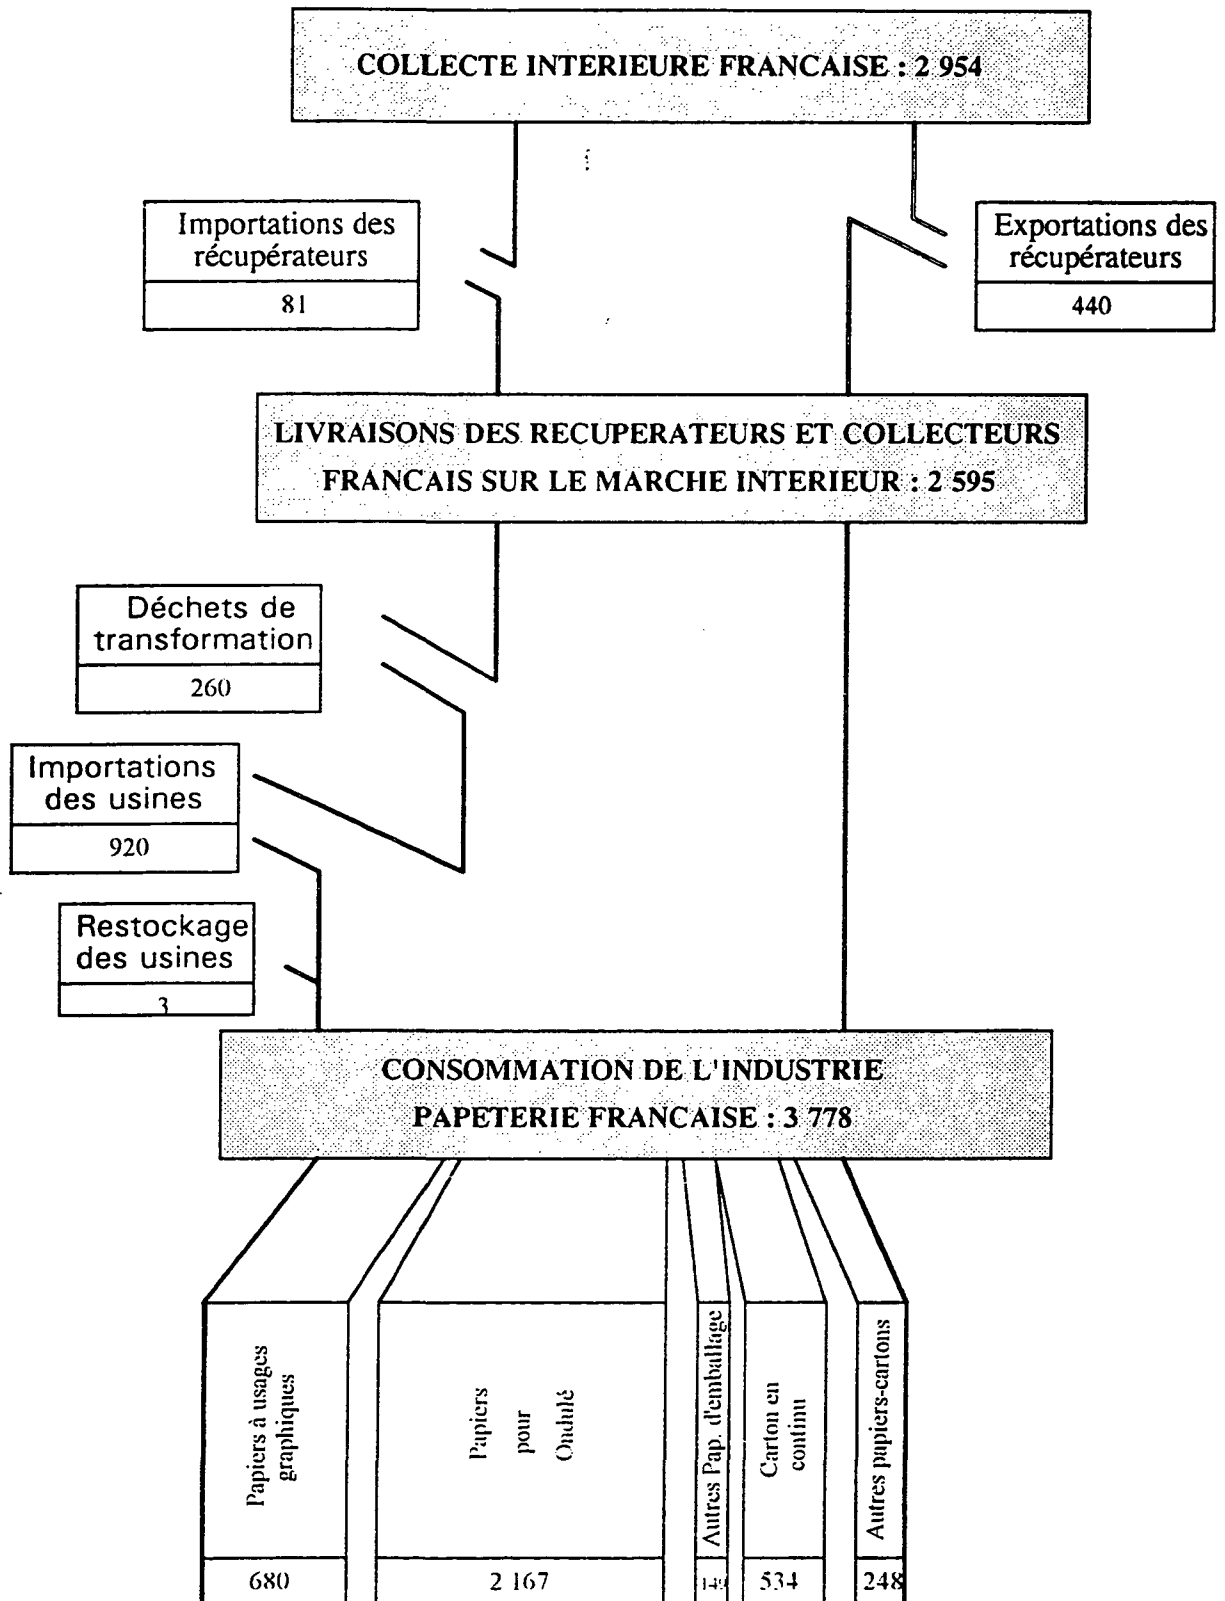 COLLECTE INTERIEURE FRANCAISE : 2 954
Importations des
récupérateurs
81
Exportations des
récupérateurs
440
LIVRAISONS DES RECUPERATEURS ET COLLECTEURS
FRANCAIS SUR LE MARCHE INTERIEUR : 2 595
Déchets de
transformation
260
Importations
des usines
920
Restockage
des usines
3
CONSOMMATION DE L'INDUSTRIE
PAPETERIE FRANCAISE : 3 778
Papiers à usages
graphiques
680
Papiers
pour
Ondulé
2 167
Autres Pap. d'emballage
149
Carton en
continu
534
Autres papiers-cartons
248